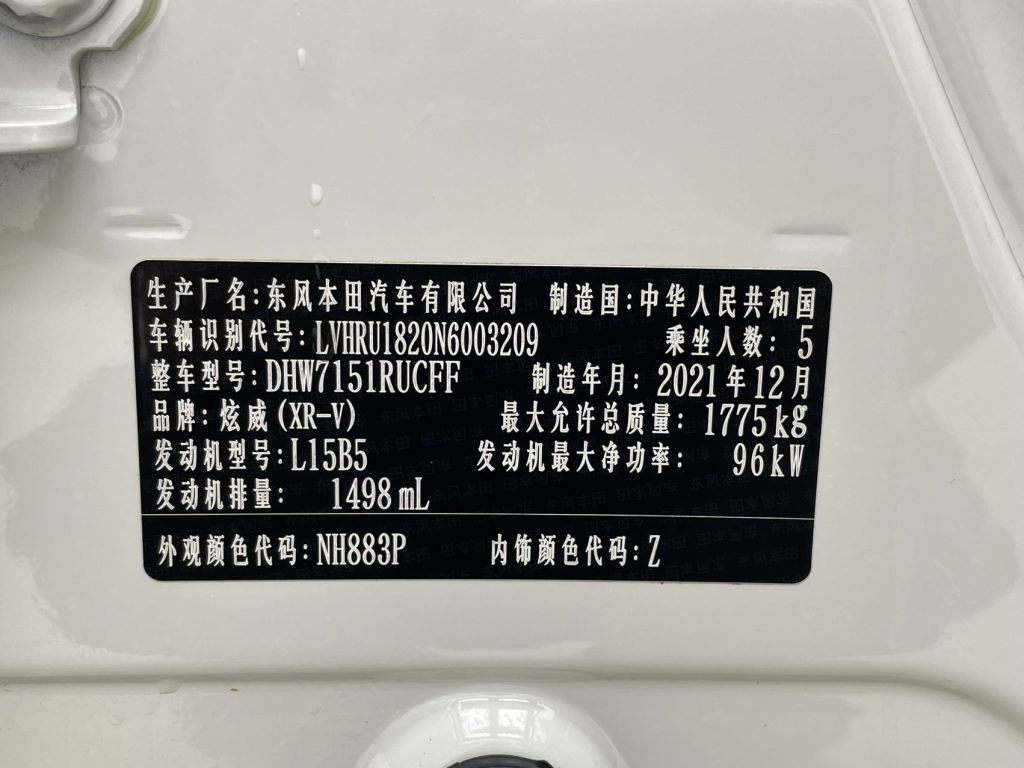 生产厂名:东风本田汽车有限公司 制造国:中华人民共和国
车辆识别代号:LVHRU1820N6003209 乘坐人数: 5
整车型号:DHW7151RUCFF 制造年月: 2021年12月
品牌: 炫威(XR-V) 最大允许总质量: 1775kg
发动机型号:L15B5 发动机最大净功率: 96kW
发动机排量: 1498mL
外观颜色代码:NH883P 内饰颜色代码:Z